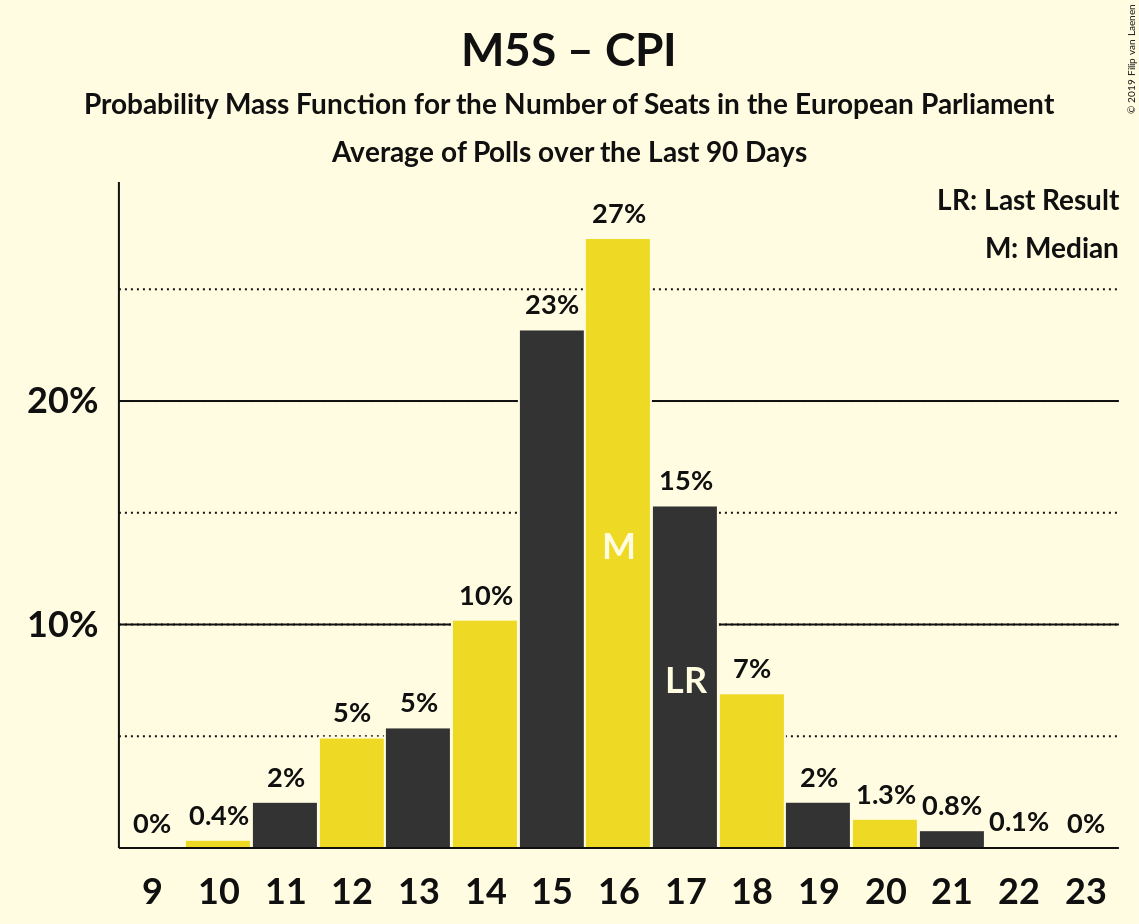 M5S – CPI
Probability Mass Function for the Number of Seats in the European Parliament
Average of Polls over the Last 90 Days
© 2019 Filip van Laenen
LR: Last Result
M: Median
27%
23%
20%
15%
M
10%
10%
LR
7%
5%
5%
2%
2%
1.3%
0.8%
0.4%
0.1%
0%
0%
9 10 11 12 13 14 15 16 17 18 19 20 21 22 23